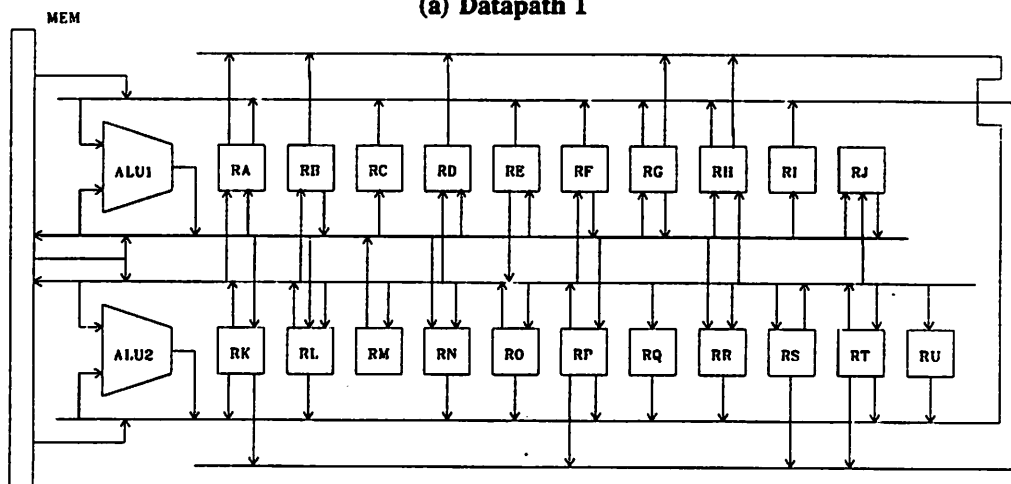 (a) Datapath 1
MEM
ALU1
RA
RB
RC
RD
RE
RF
RG
RH
RI
RJ
ALU2
RK
RL
RM
RN
RO
RP
RQ
RR
RS
RT
RU